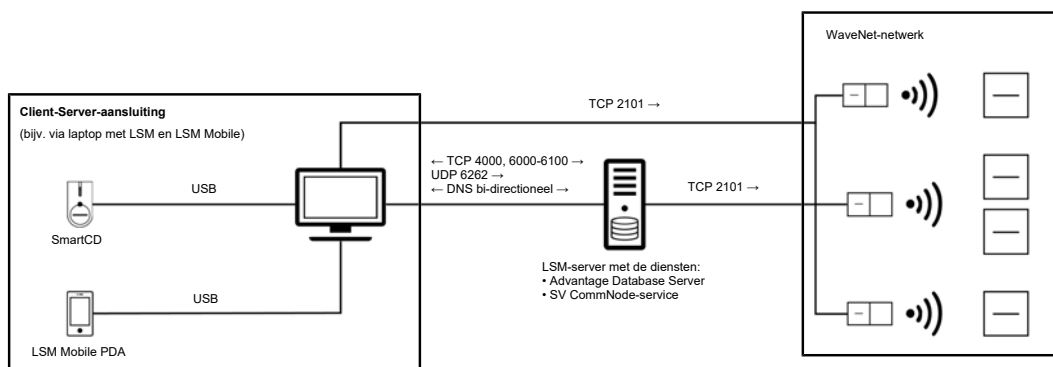 WaveNet-netwerk
Client-Server-aansluiting
(bijv. via laptop met LSM en LSM Mobile)
TCP 2101 →
← TCP 4000, 6000-6100 →
UDP 6262 →
← DNS bi-directioneel →
USB
TCP 2101 →
SmartCD
LSM-server met de diensten:
• Advantage Database Server
• SV CommNode-service
USB
LSM Mobile PDA